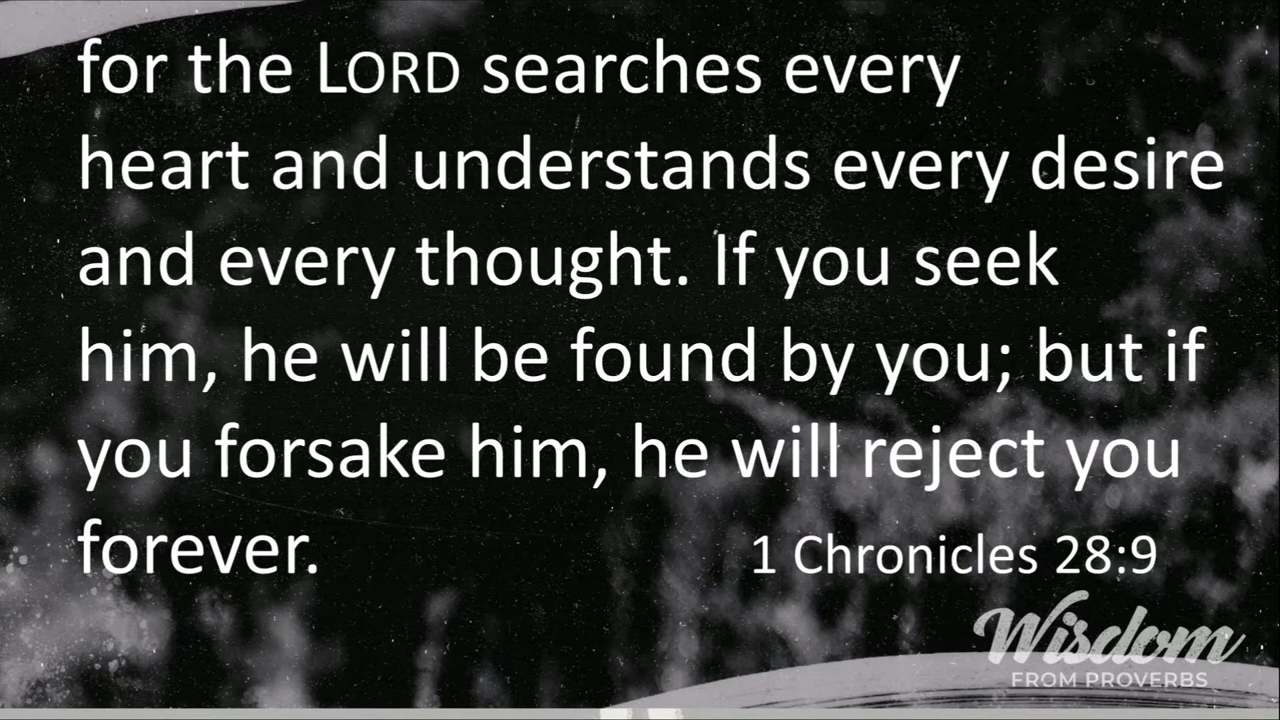 for the LORD searches every
heart and understands every desire
and every thought. If you seek
him, he will be found by you; but if
you forsake him, he will reject you
forever.
1 Chronicles 28:9
Wisdom
FROM PROVERBS